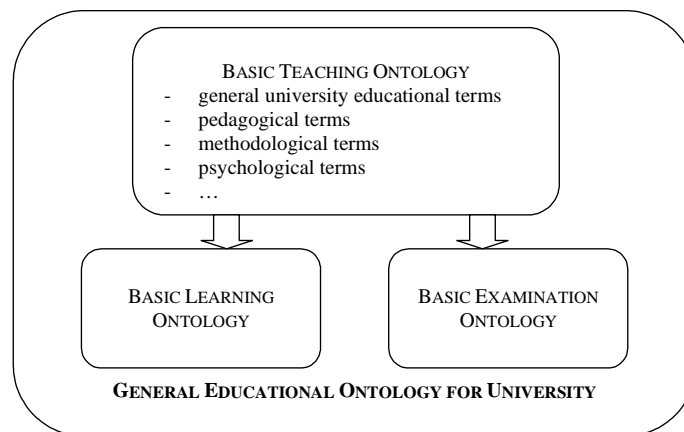 BASIC TEACHING ONTOLOGY
- general university educational terms
- pedagogical terms
- methodological terms
- psychological terms
- …
BASIC LEARNING
ONTOLOGY
BASIC EXAMINATION
ONTOLOGY
GENERAL EDUCATIONAL ONTOLOGY FOR UNIVERSITY